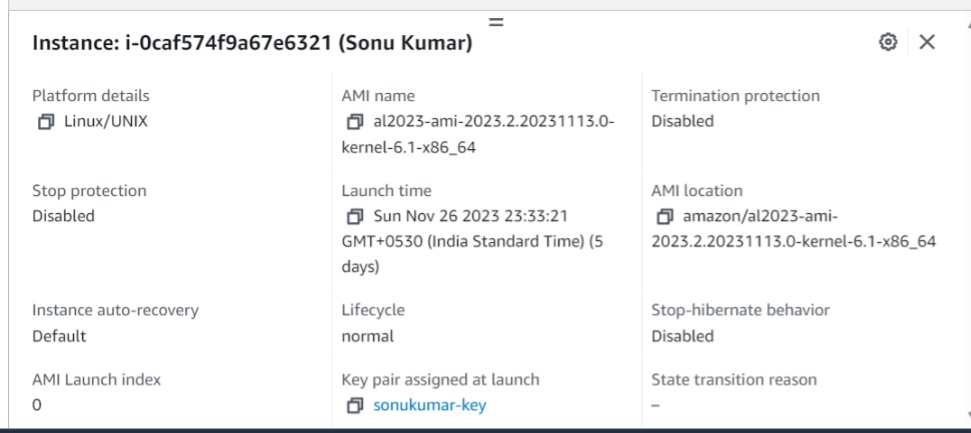 Instance: i-0caf574f9a67e6321 (Sonu Kumar)
Platform details
Linux/UNIX
AMI name
al2023-ami-2023.2.20231113.0-
kernel-6.1-x86_64
Termination protection
Disabled
Stop protection
Disabled
Launch time
Sun Nov 26 2023 23:33:21
GMT+0530 (India Standard Time) (5
days)
AMI location
amazon/al2023-ami-
2023.2.20231113.0-kernel-6.1-x86_64
Instance auto-recovery
Default
Lifecycle
normal
Stop-hibernate behavior
Disabled
AMI Launch index
0
Key pair assigned at launch
sonukumar-key
State transition reason
–